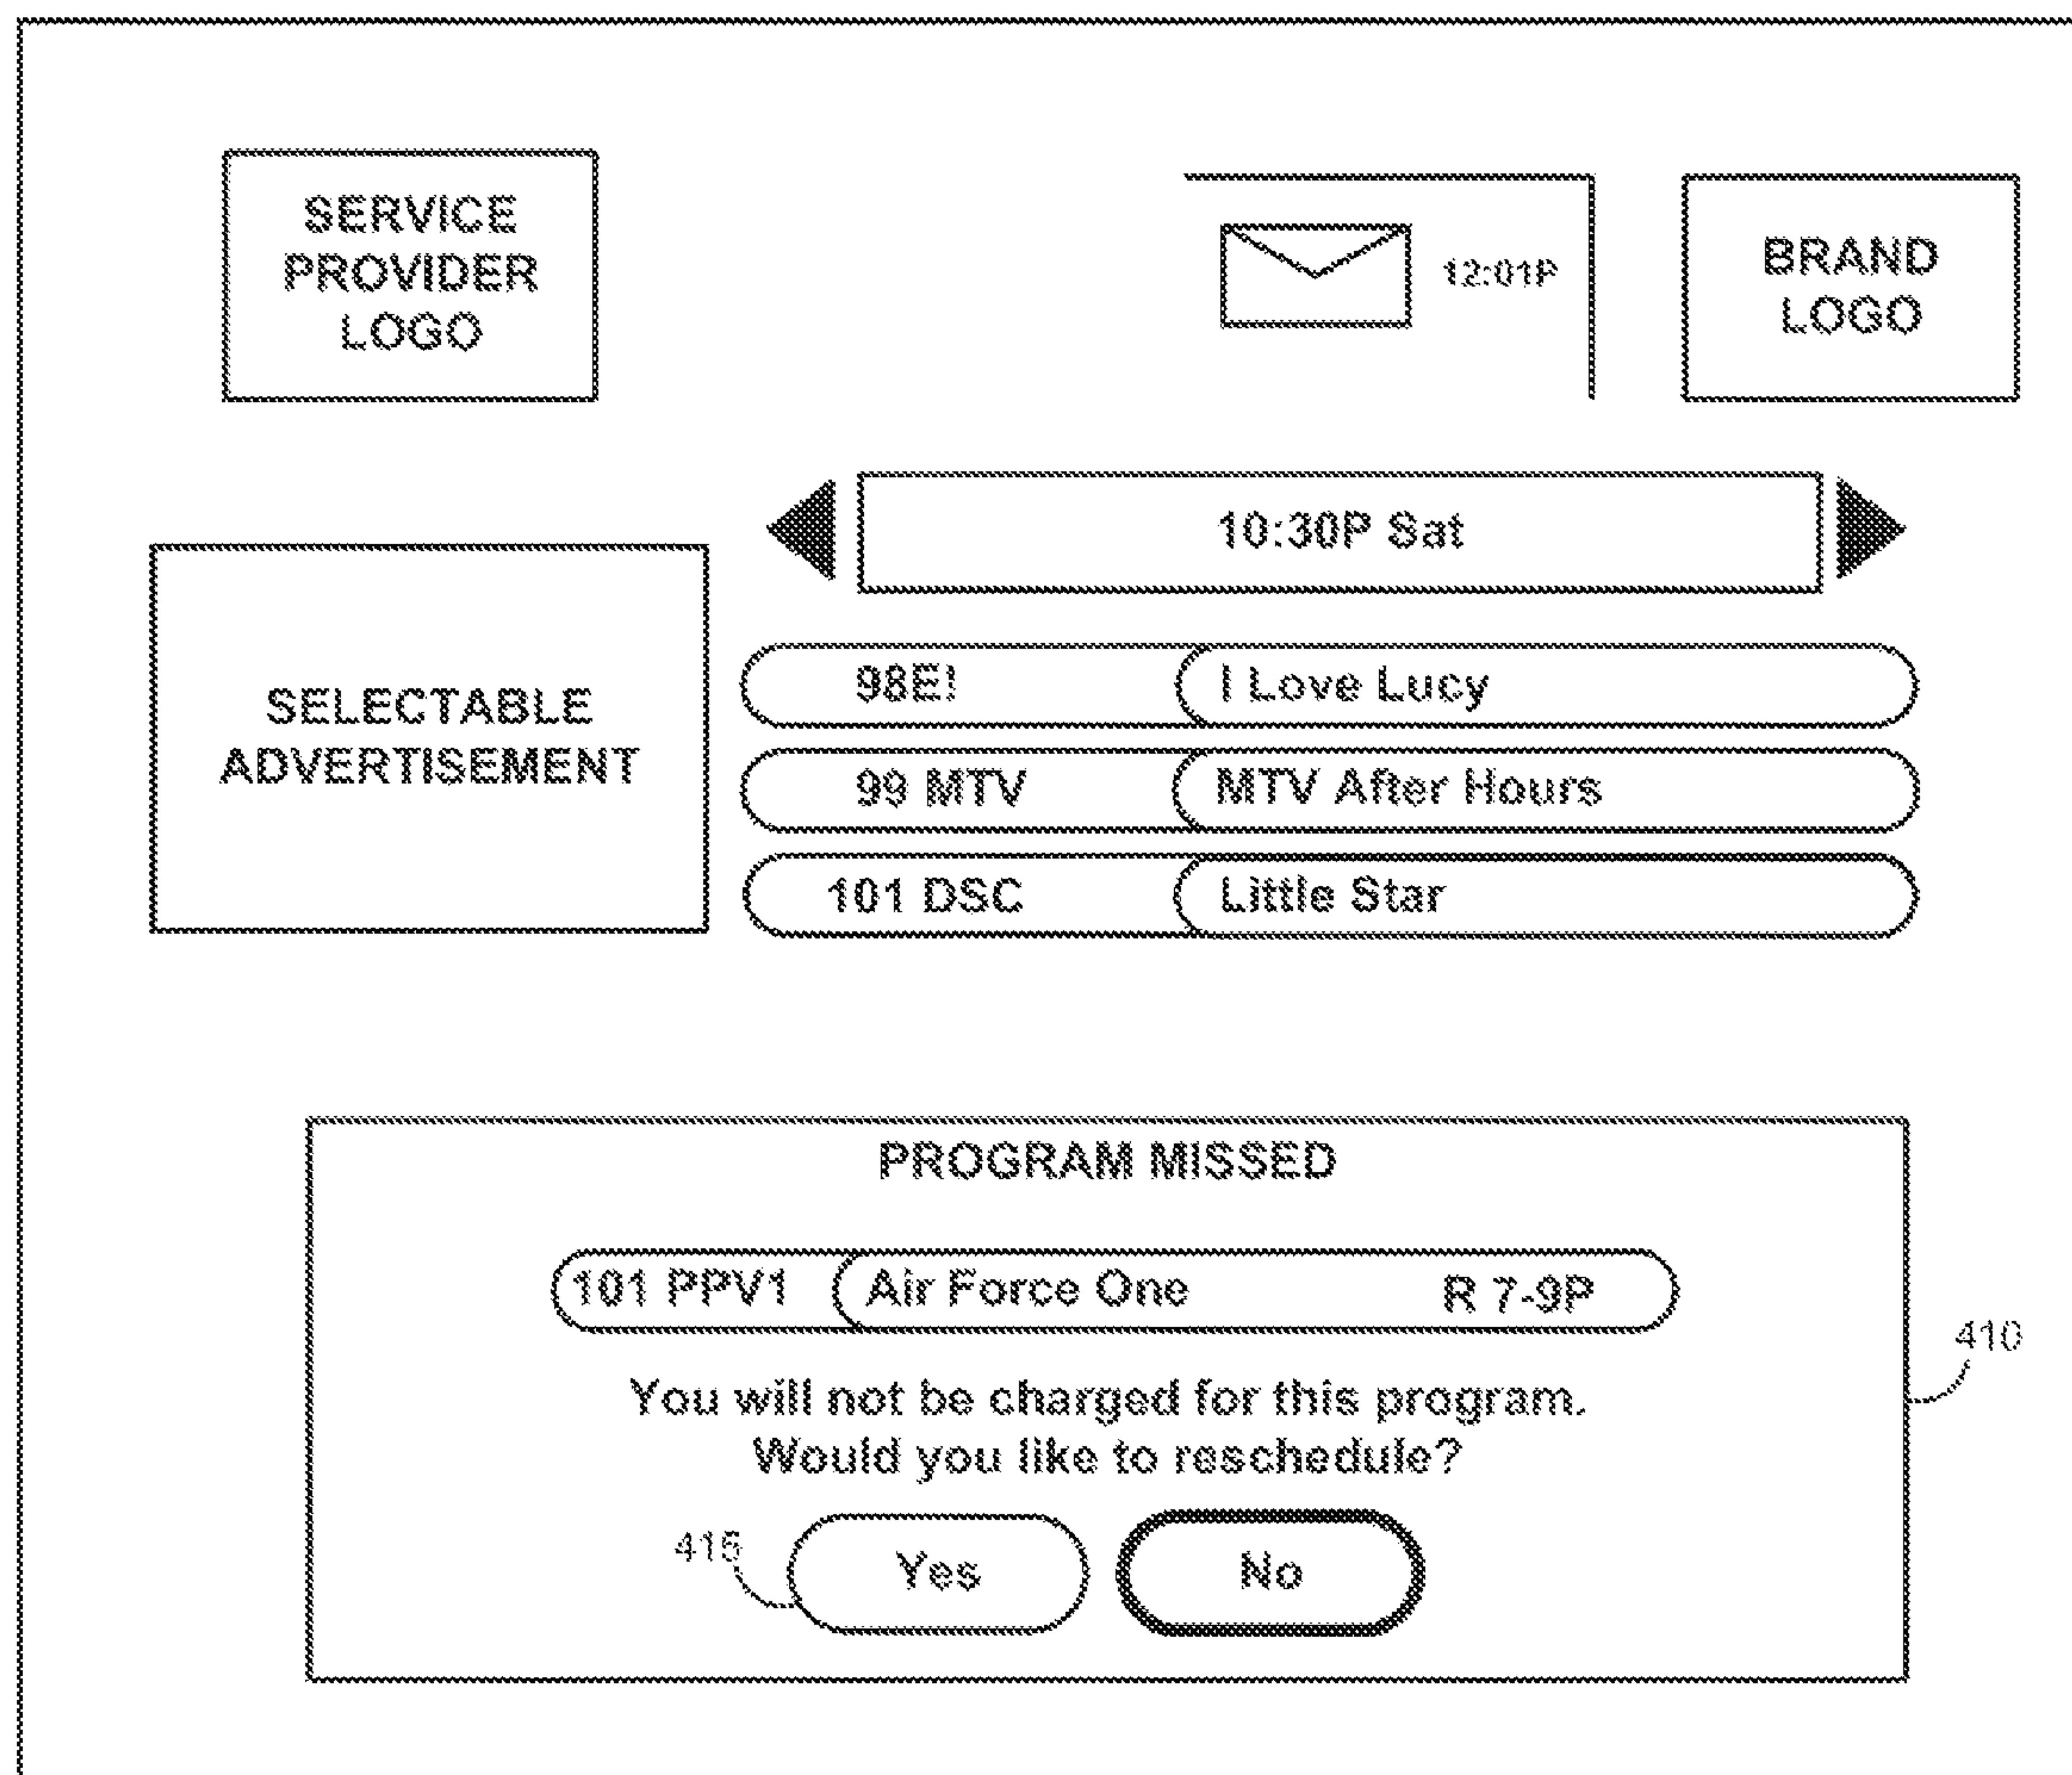 SERVICE
PROVIDER
LOGO
12:01P
BRAND
LOGO
10:30P Sat
SELECTABLE
ADVERTISEMENT
98E! I Love Lucy
99 MTV MTV After Hours
101 DSC Little Star
PROGRAM MISSED
101 PPV1 Air Force One R 7-9P
410
You will not be charged for this program.
Would you like to reschedule?
415 Yes No